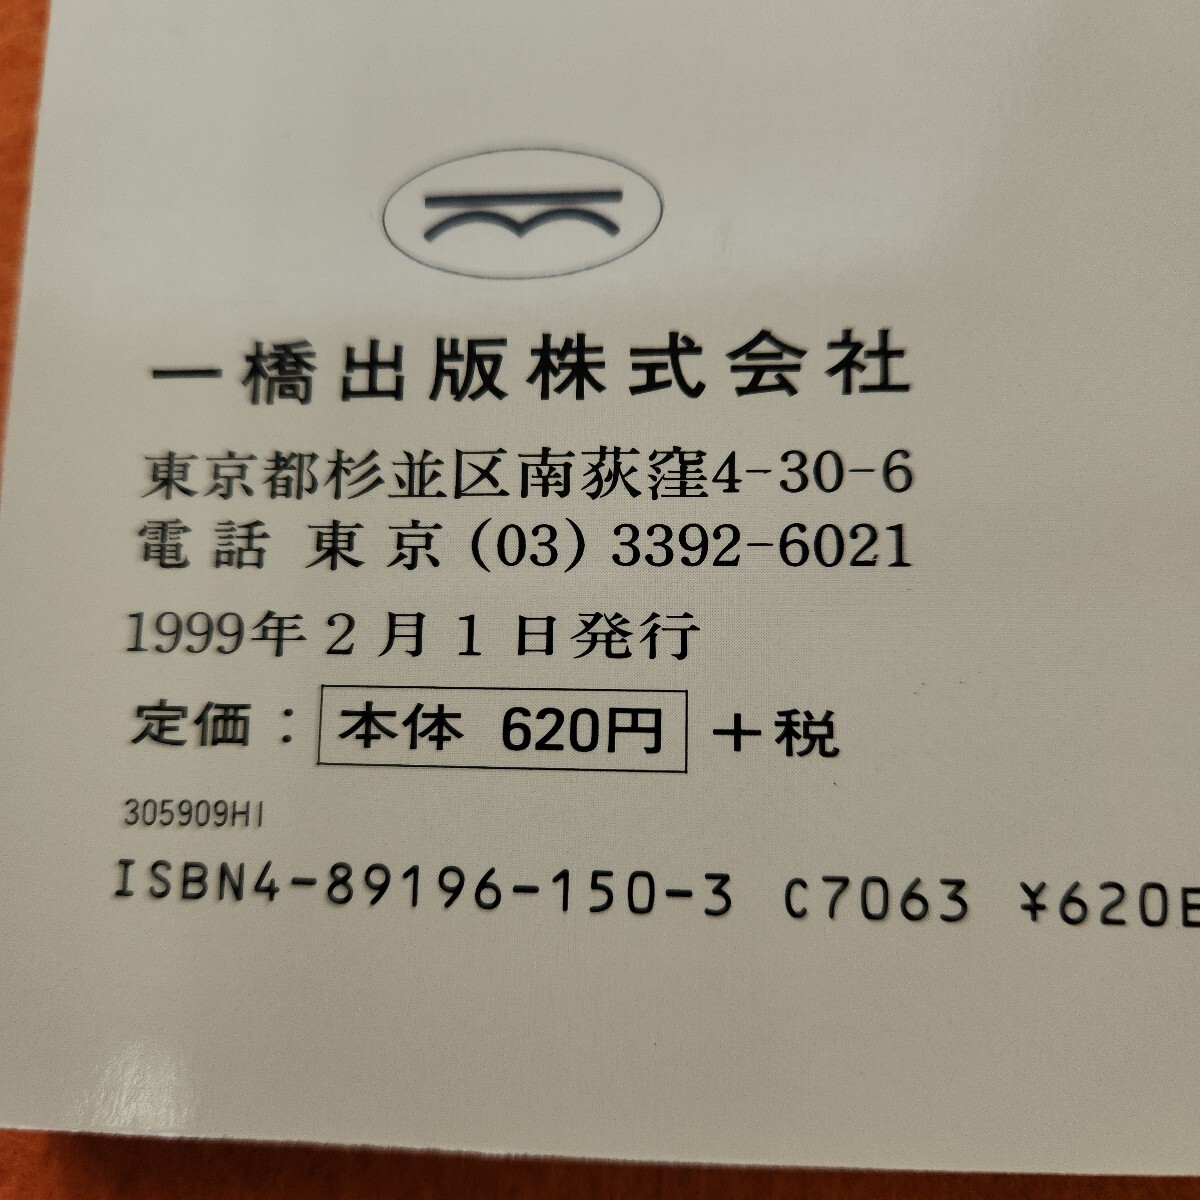 一橋出版株式会社
東京都杉並区南荻窪4-30-6
電話 東京 (03) 3392-6021
1999年2月1日発行
定価：本体 620円＋税
305909HI
ISBN4-89196-150-3 C7063 ¥620E